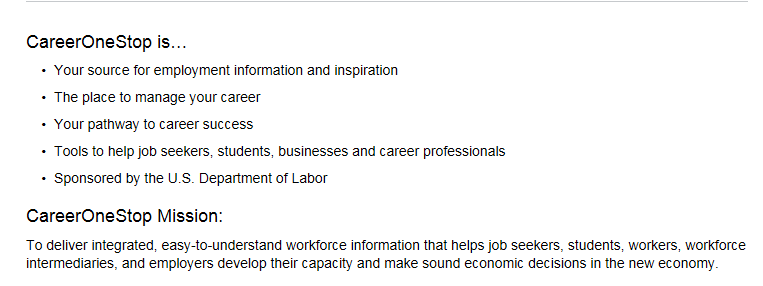 CareerOneStop is…
• Your source for employment information and inspiration
• The place to manage your career
• Your pathway to career success
• Tools to help job seekers, students, businesses and career professionals
• Sponsored by the U.S. Department of Labor
CareerOneStop Mission:
To deliver integrated, easy-to-understand workforce information that helps job seekers, students, workers, workforce
intermediaries, and employers develop their capacity and make sound economic decisions in the new economy.